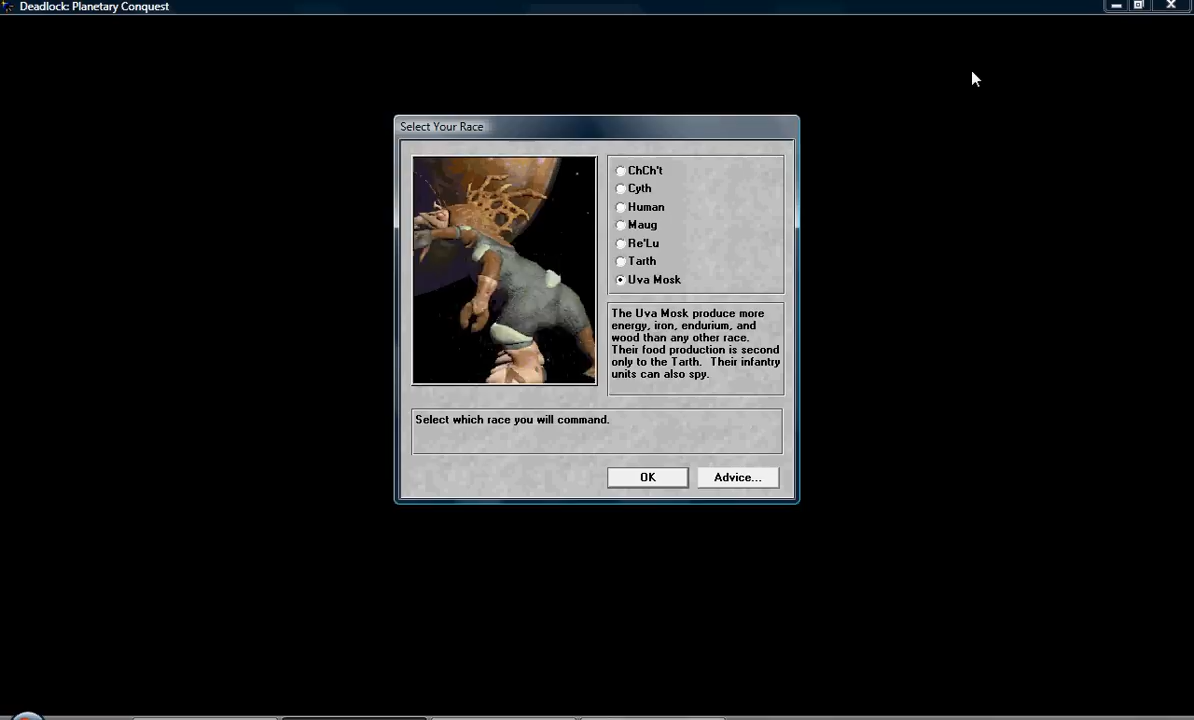 Deadlock: Planetary Conquest
Select Your Race
ChCh't
Cyth
Human
Maug
Re'Lu
Tarth
Uva Mosk
The Uva Mosk produce more
energy, iron, endurium, and
wood than any other race.
Their food production is second
only to the Tarth. Their infantry
units can also spy.
Select which race you will command.
OK
Advice...